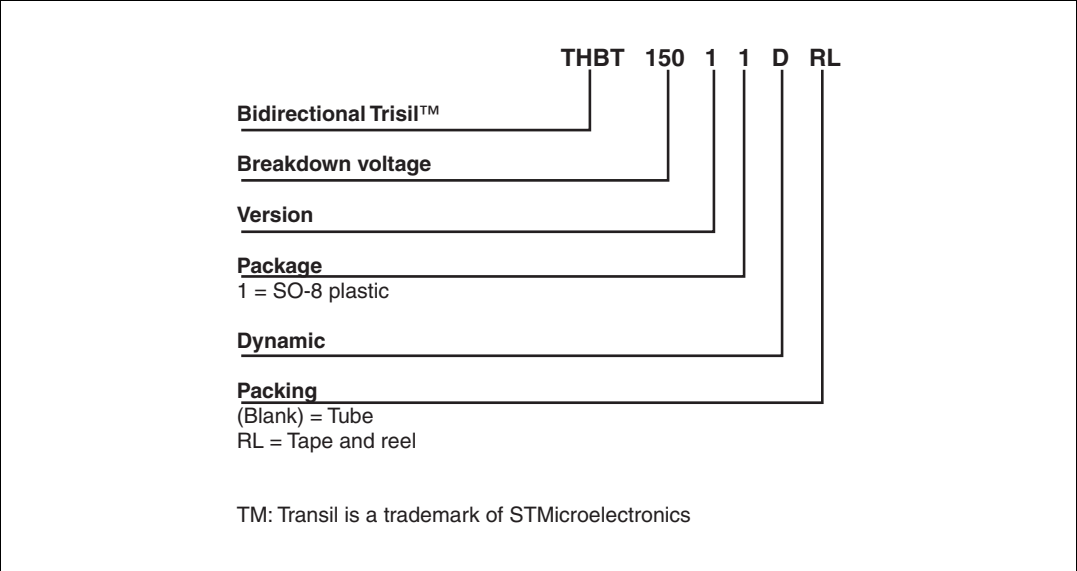 THBT 150 1 1 D RL
Bidirectional Trisil™
Breakdown voltage
Version
Package
1 = SO-8 plastic
Dynamic
Packing
(Blank) = Tube
RL = Tape and reel
TM: Transil is a trademark of STMicroelectronics